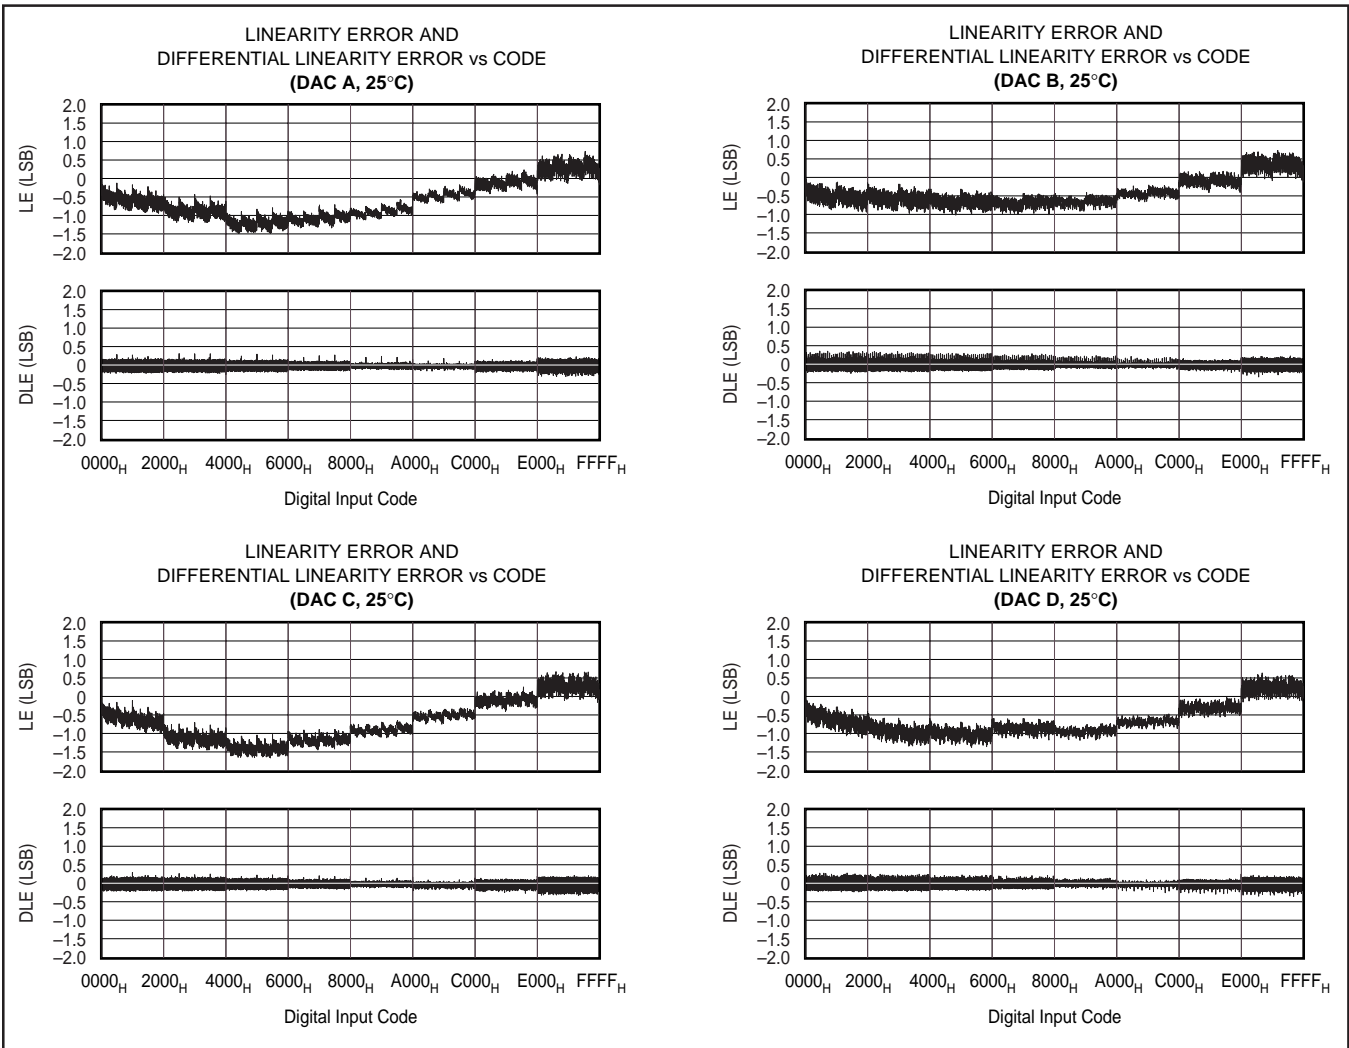 LINEARITY ERROR AND
DIFFERENTIAL LINEARITY ERROR vs CODE
(DAC A, 25°C)
2.0
1.5
1.0
0.5
0
–0.5
–1.0
–1.5
–2.0
LE (LSB)
2.0
1.5
1.0
0.5
0
–0.5
–1.0
–1.5
–2.0
DLE (LSB)
0000H 2000H 4000H 6000H 8000H A000H C000H E000H FFFFH
Digital Input Code
LINEARITY ERROR AND
DIFFERENTIAL LINEARITY ERROR vs CODE
(DAC B, 25°C)
2.0
1.5
1.0
0.5
0
–0.5
–1.0
–1.5
–2.0
LE (LSB)
2.0
1.5
1.0
0.5
0
–0.5
–1.0
–1.5
–2.0
DLE (LSB)
0000H 2000H 4000H 6000H 8000H A000H C000H E000H FFFFH
Digital Input Code
LINEARITY ERROR AND
DIFFERENTIAL LINEARITY ERROR vs CODE
(DAC C, 25°C)
2.0
1.5
1.0
0.5
0
–0.5
–1.0
–1.5
–2.0
LE (LSB)
2.0
1.5
1.0
0.5
0
–0.5
–1.0
–1.5
–2.0
DLE (LSB)
0000H 2000H 4000H 6000H 8000H A000H C000H E000H FFFFH
Digital Input Code
LINEARITY ERROR AND
DIFFERENTIAL LINEARITY ERROR vs CODE
(DAC D, 25°C)
2.0
1.5
1.0
0.5
0
–0.5
–1.0
–1.5
–2.0
LE (LSB)
2.0
1.5
1.0
0.5
0
–0.5
–1.0
–1.5
–2.0
DLE (LSB)
0000H 2000H 4000H 6000H 8000H A000H C000H E000H FFFFH
Digital Input Code